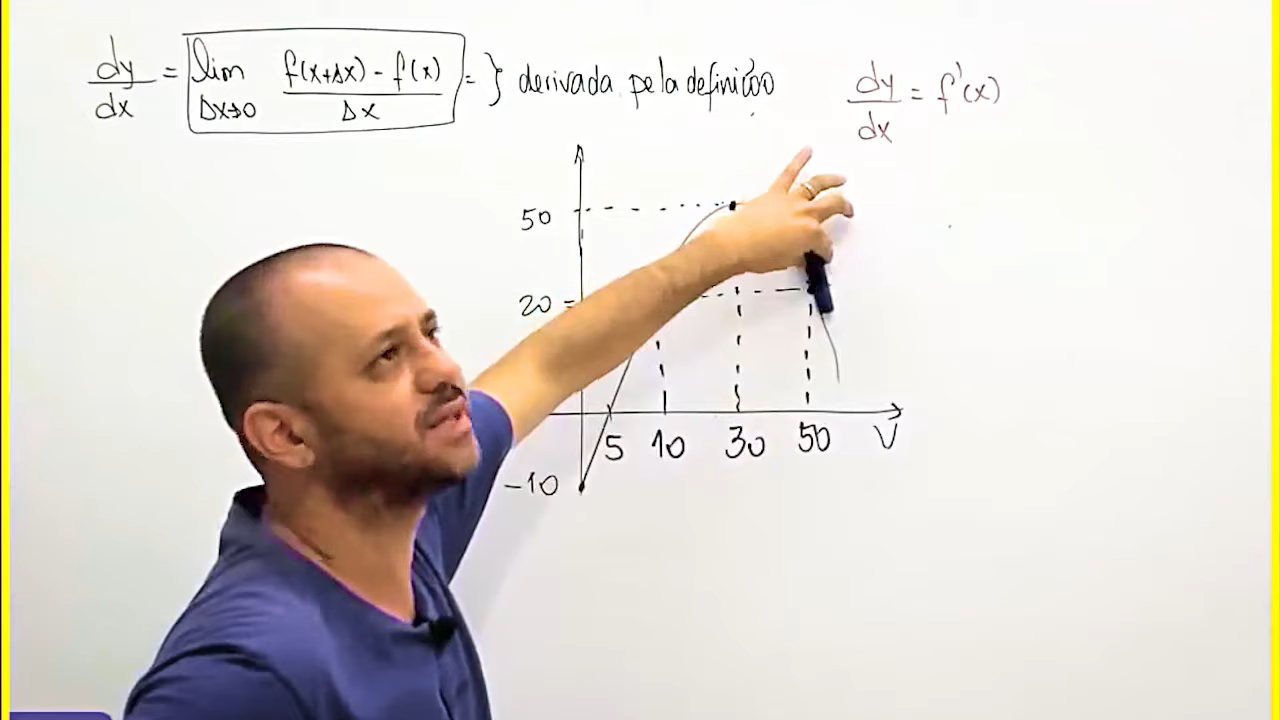 dy/dx = lim Δx→0 f(x+Δx) - f(x) / Δx = } derivada pela definição
dy/dx = f'(x)
50
20
5 10 30 50 V
-10